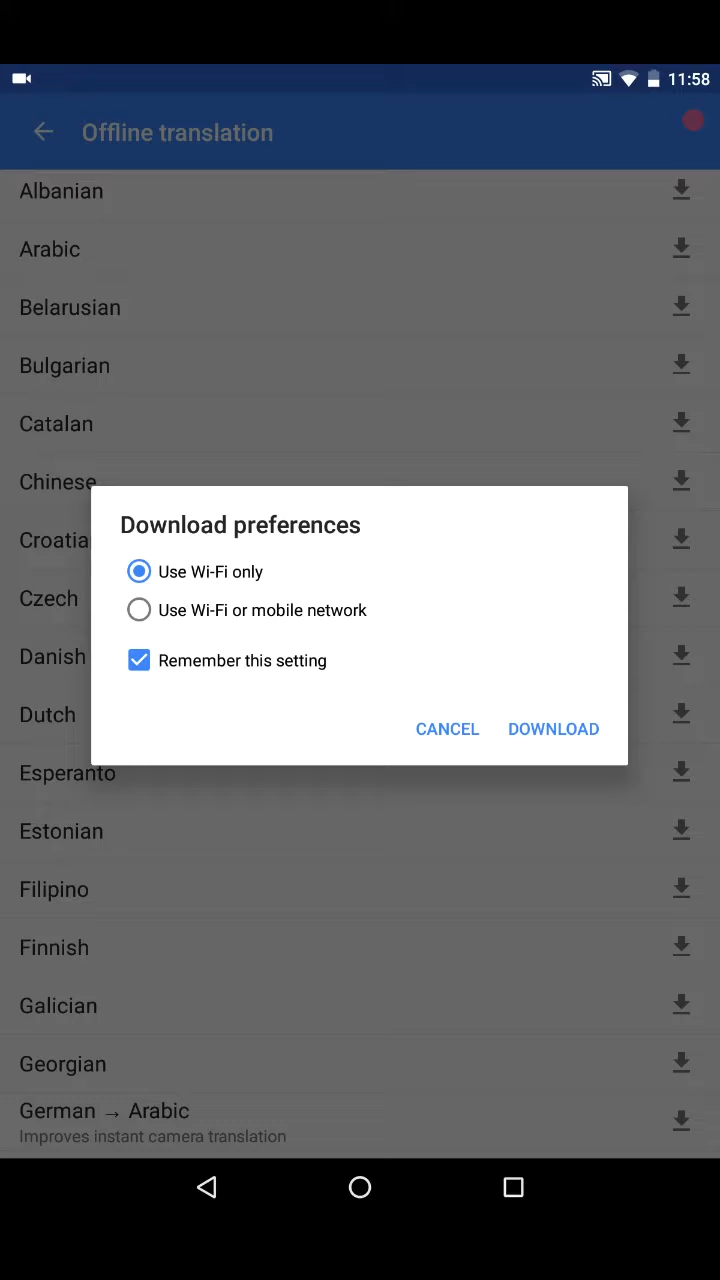 11:58
Offline translation
Albanian
Arabic
Belarusian
Bulgarian
Catalan
Chinese
Croatia
Czech
Download preferences
Use Wi-Fi only
Use Wi-Fi or mobile network
Remember this setting
CANCEL DOWNLOAD
Danish
Dutch
Esperanto
Estonian
Filipino
Finnish
Galician
Georgian
German → Arabic
Improves instant camera translation